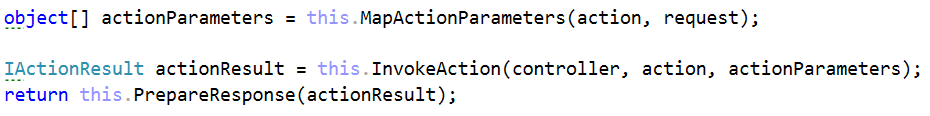 object[] actionParameters = this.MapActionParameters(action, request);
IActionResult actionResult = this.InvokeAction(controller, action, actionParameters);
return this.PrepareResponse(actionResult);